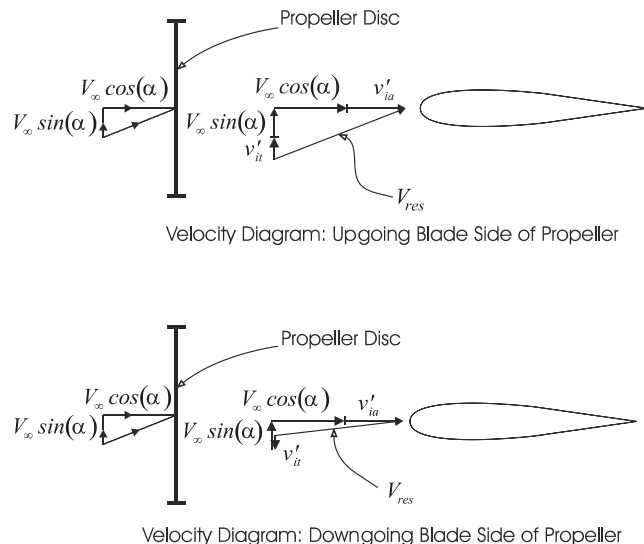 Propeller Disc
V∞ cos(α)
V∞ sin(α)
V∞ cos(α) v′ia
V∞ sin(α)
v′it
Vres
Velocity Diagram: Upgoing Blade Side of Propeller
Propeller Disc
V∞ cos(α)
V∞ sin(α)
V∞ cos(α) v′ia
V∞ sin(α)
v′it
Vres
Velocity Diagram: Downgoing Blade Side of Propeller